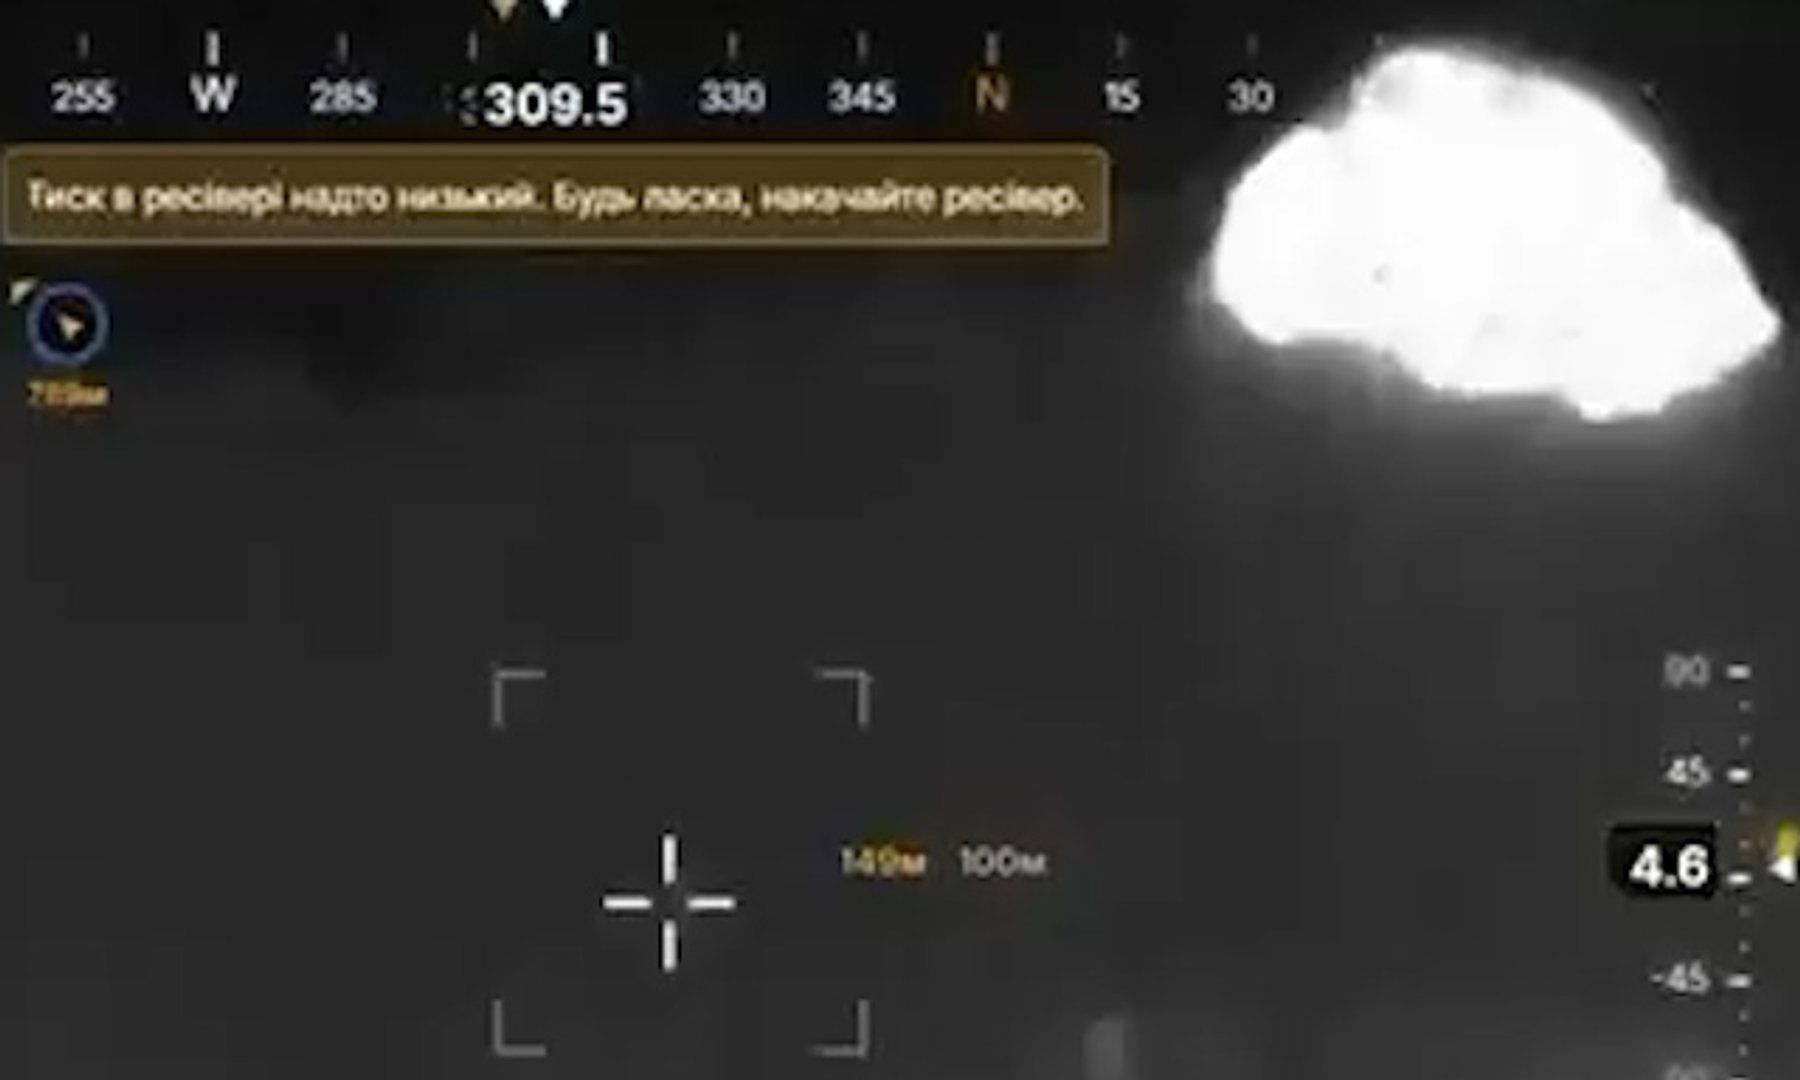 255 W 285 309.5 330 345 N 15 30
Тиск в ресівері надто низький. Будь ласка, накачайте ресівер.
789м
90
45
149м 100м
4.6
-45